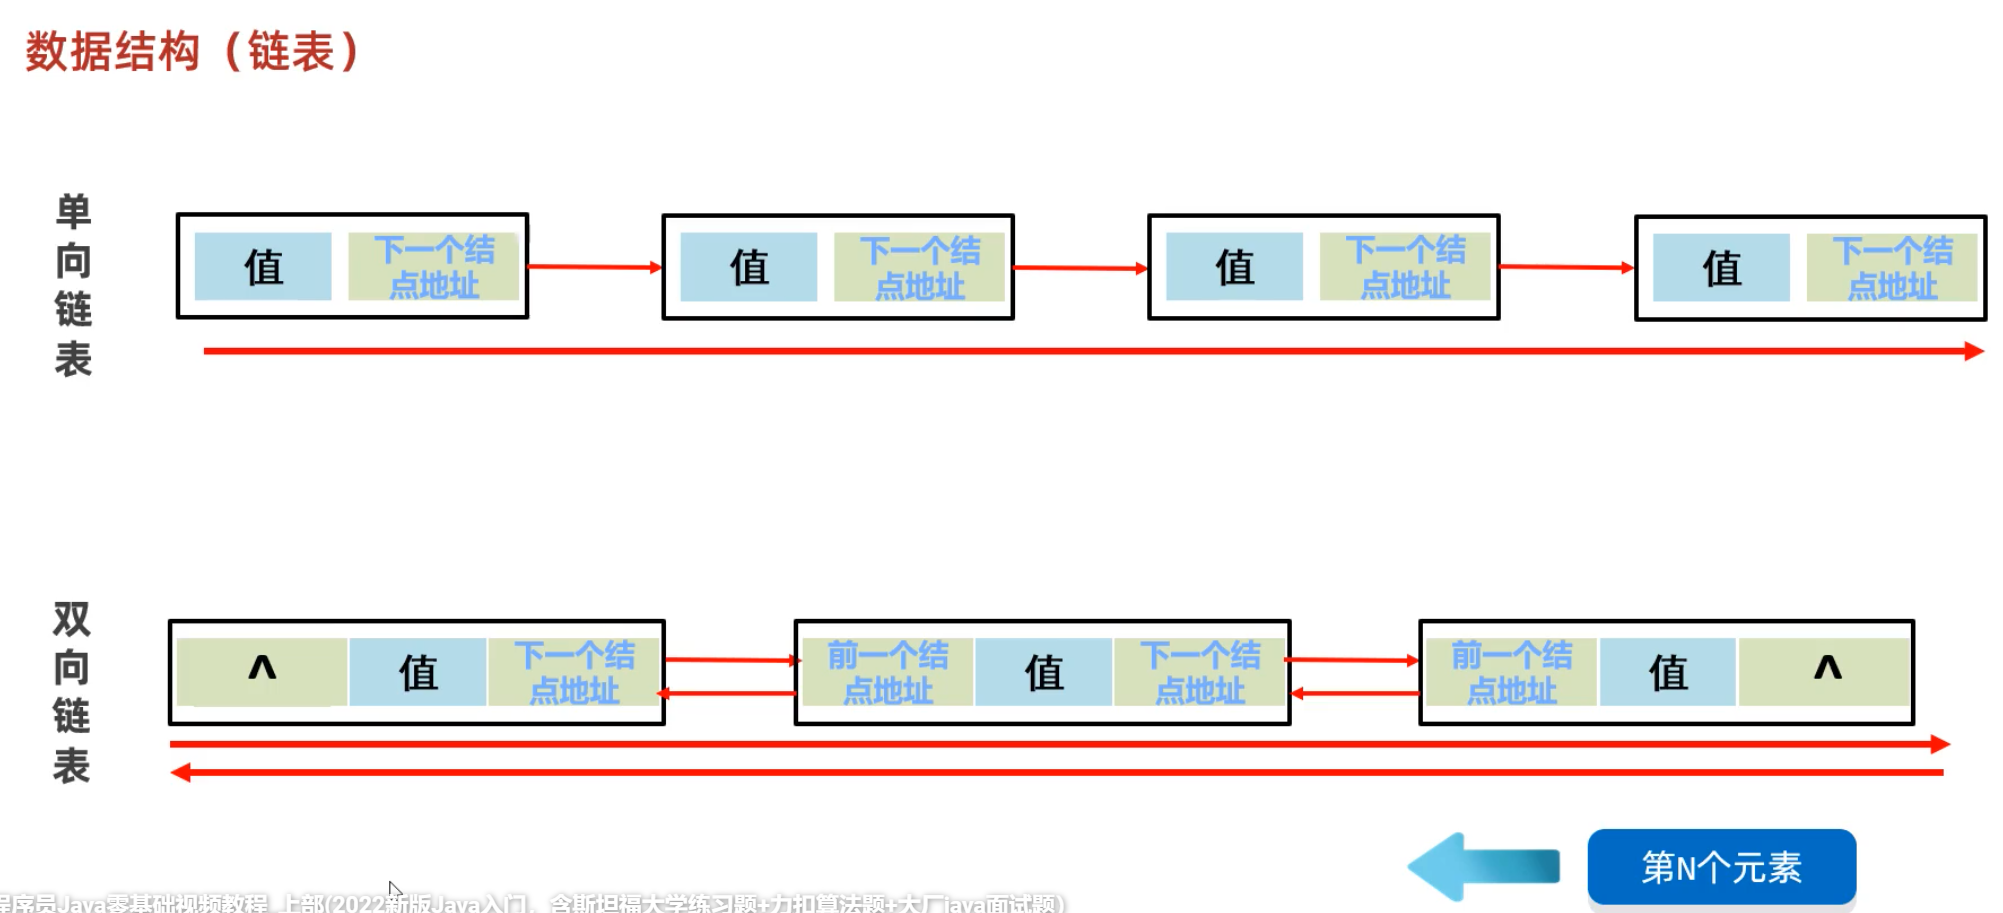 数据结构（链表）
单向链表
值
下一个结
点地址
值
下一个结
点地址
值
下一个结
点地址
值
下一个结
点地址
双向链表
^
值
下一个结
点地址
前一个结
点地址
值
下一个结
点地址
前一个结
点地址
值
^
第N个元素
程序员Java零基础视频教程_上部(2022新版Java入门，含斯坦福大学练习题+力扣算法题+大厂java面试题)